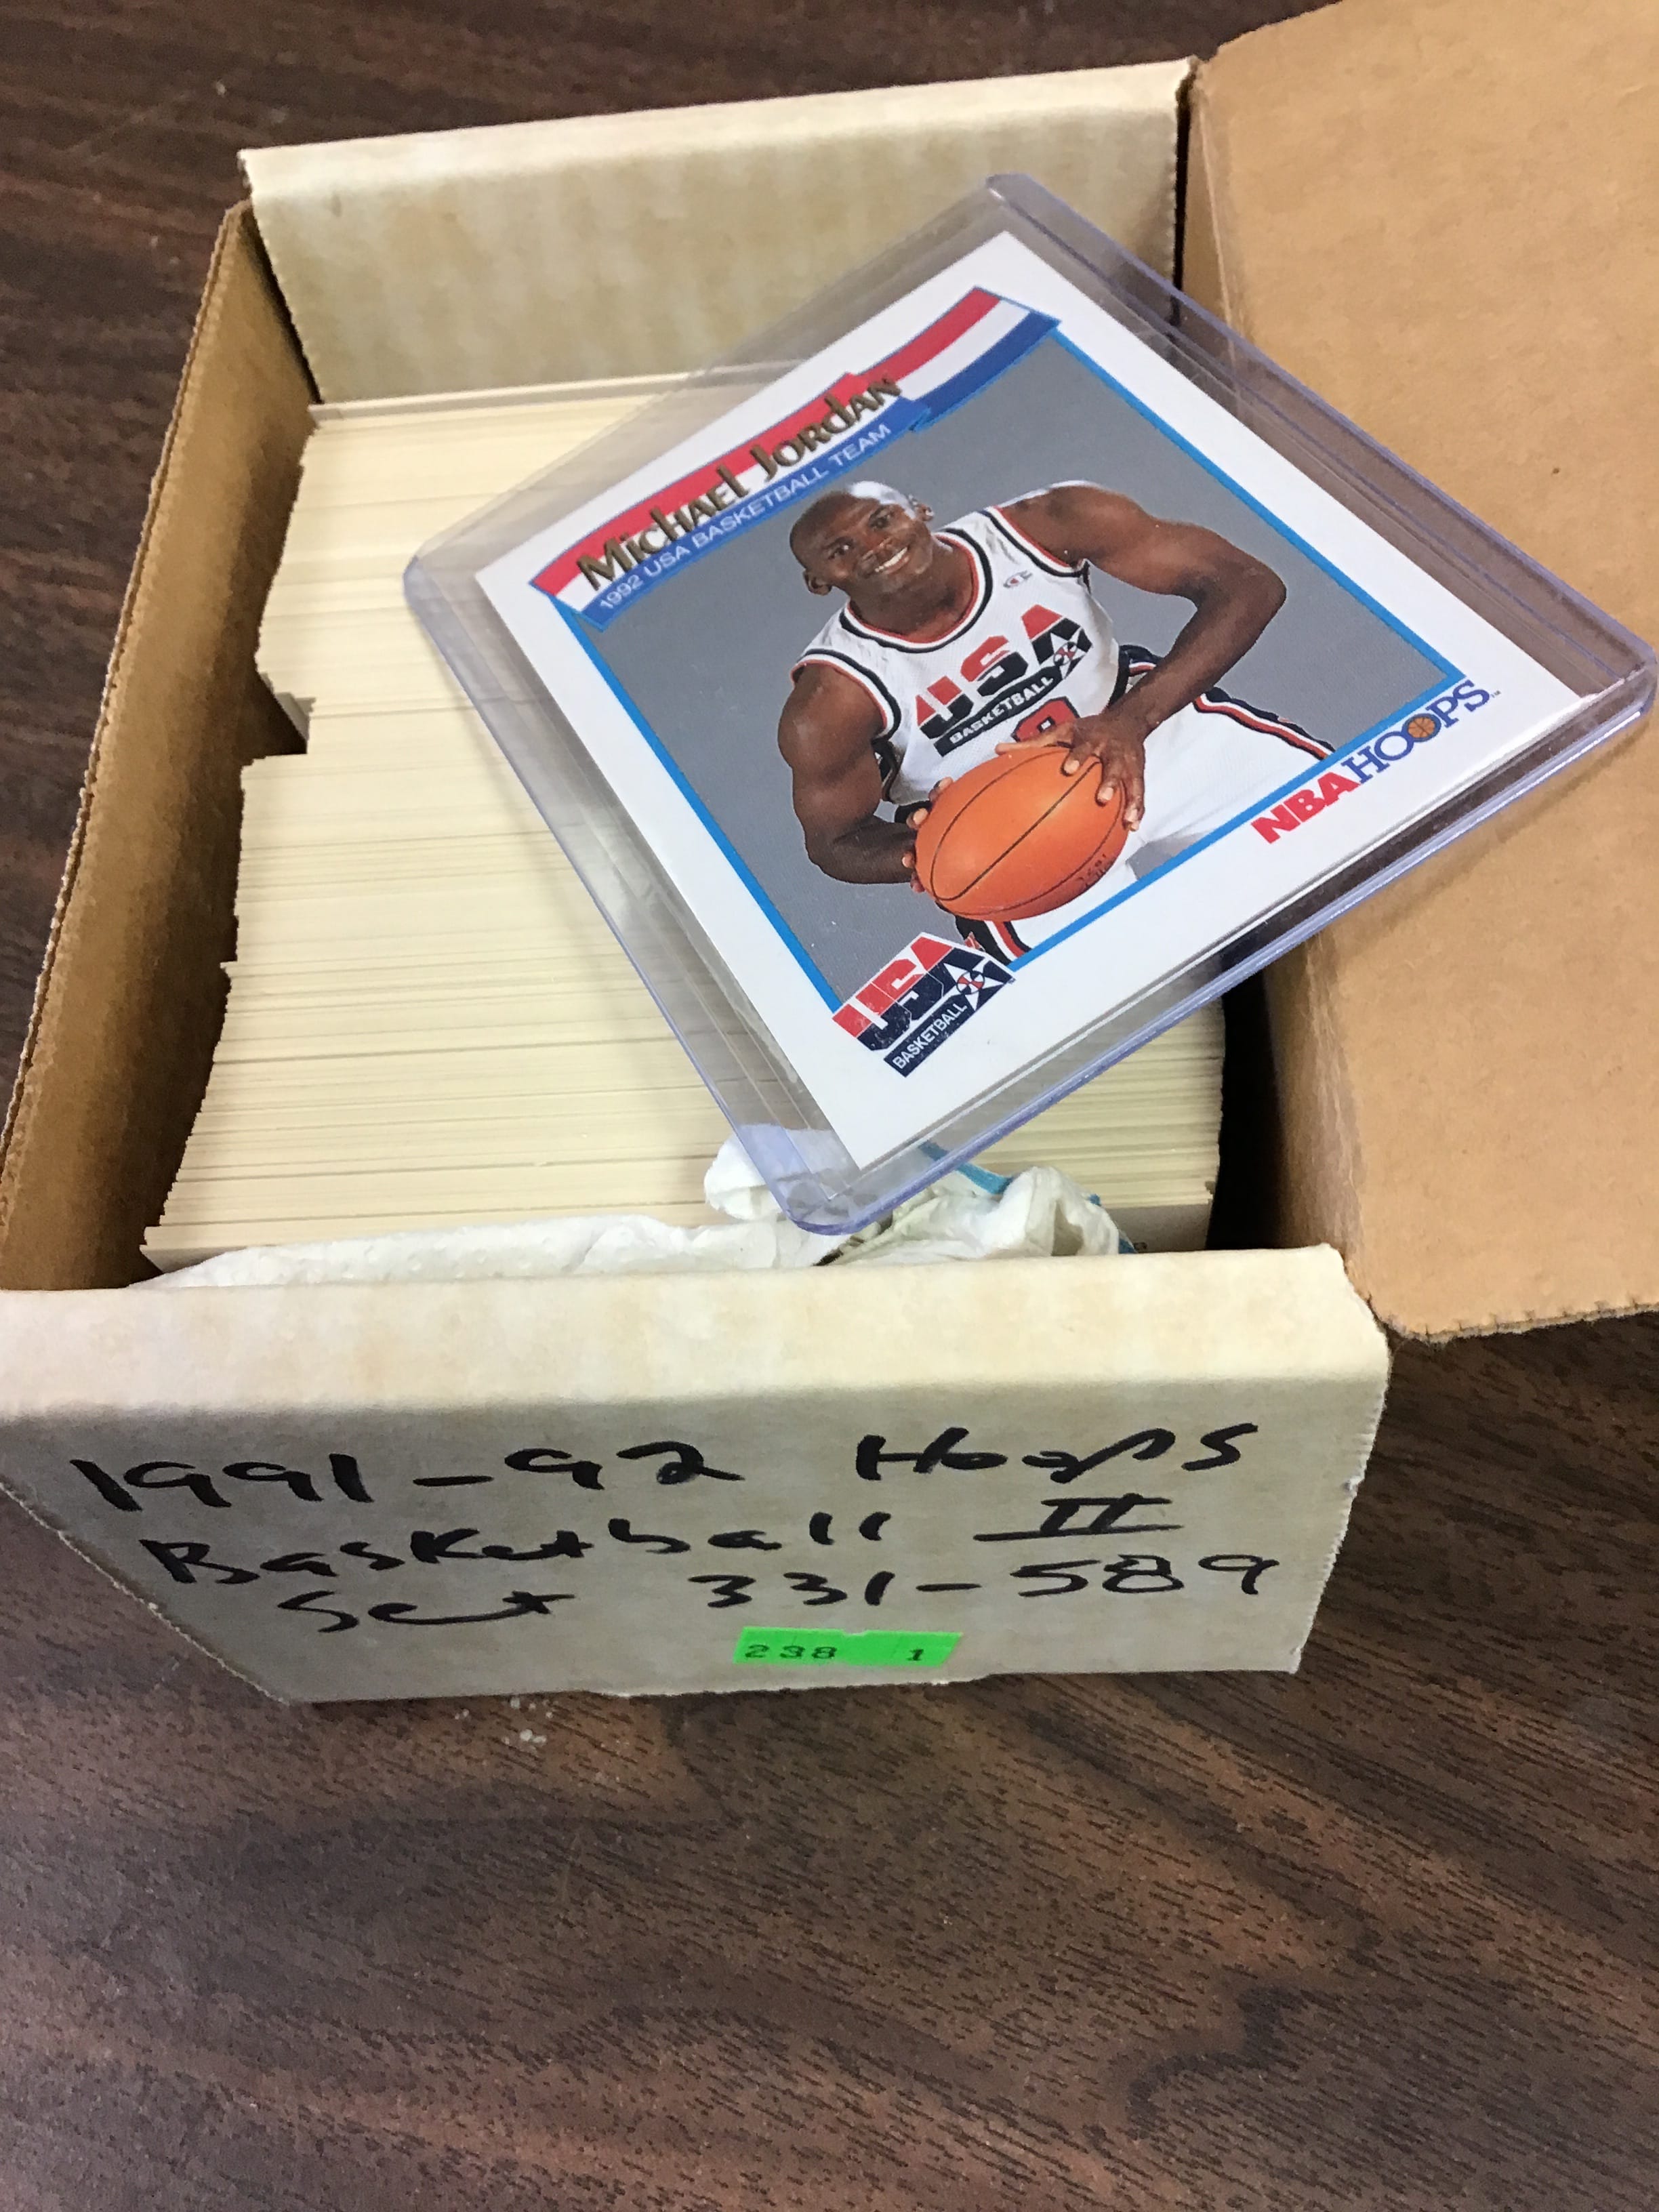 Michael Jordan
1992 USA BASKETBALL TEAM
USA
BASKETBALL
NBA HOOPS
USA
BASKETBALL
1991-92 Hoops
Basketball II
Set 331-589
238 1